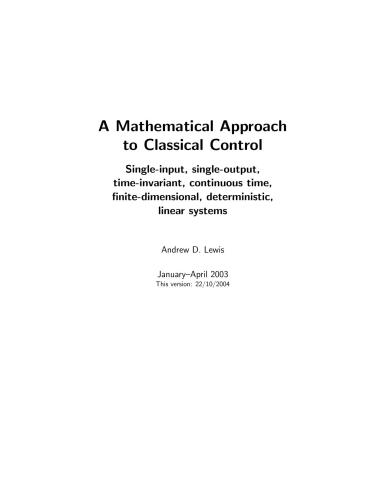 A Mathematical Approach
to Classical Control
Single-input, single-output,
time-invariant, continuous time,
finite-dimensional, deterministic,
linear systems
Andrew D. Lewis
January–April 2003
This version: 22/10/2004